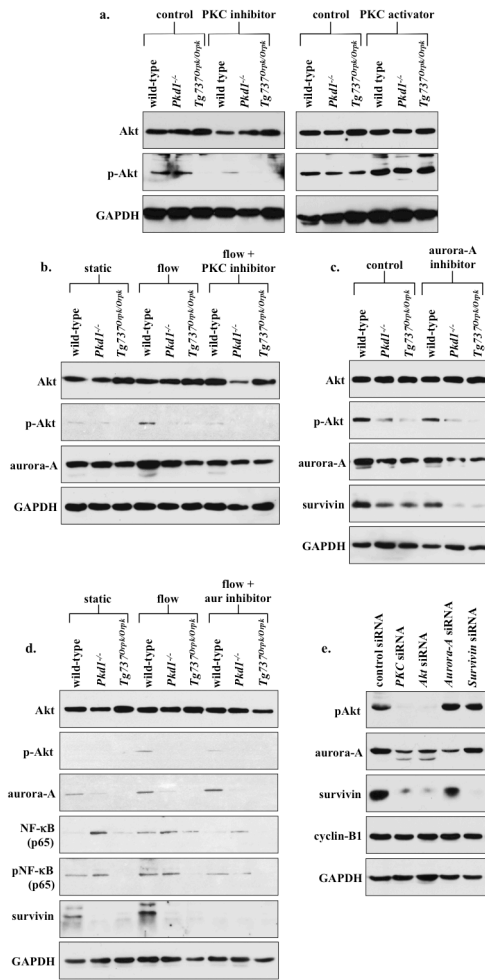 a.
control PKC inhibitor control PKC activator
wild-type Pkd1-/- Tg737Orpk/Orpk wild type Pkd1-/- Tg737Orpk/Orpk wild-type Pkd1-/- Tg737Orpk/Orpk wild-type Pkd1-/- Tg737Orpk/Orpk
Akt
p-Akt
GAPDH
b.
static flow flow +
PKC inhibitor
wild-type Pkd1-/- Tg737Orpk/Orpk wild-type Pkd1-/- Tg737Orpk/Orpk wild-type Pkd1-/- Tg737Orpk/Orpk
Akt
p-Akt
aurora-A
GAPDH
c.
control aurora-A
inhibitor
wild-type Pkd1-/- Tg737Orpk/Orpk wild-type Pkd1-/- Tg737Orpk/Orpk
Akt
p-Akt
aurora-A
survivin
GAPDH
d.
static flow flow +
aur inhibitor
wild-type Pkd1-/- Tg737Orpk/Orpk wild-type Pkd1-/- Tg737Orpk/Orpk wild-type Pkd1-/- Tg737Orpk/Orpk
Akt
p-Akt
aurora-A
NF-κB
(p65)
pNF-κB
(p65)
survivin
GAPDH
e.
control siRNA PKC siRNA Akt siRNA Aurora-A siRNA Survivin siRNA
pAkt
aurora-A
survivin
cyclin-B1
GAPDH